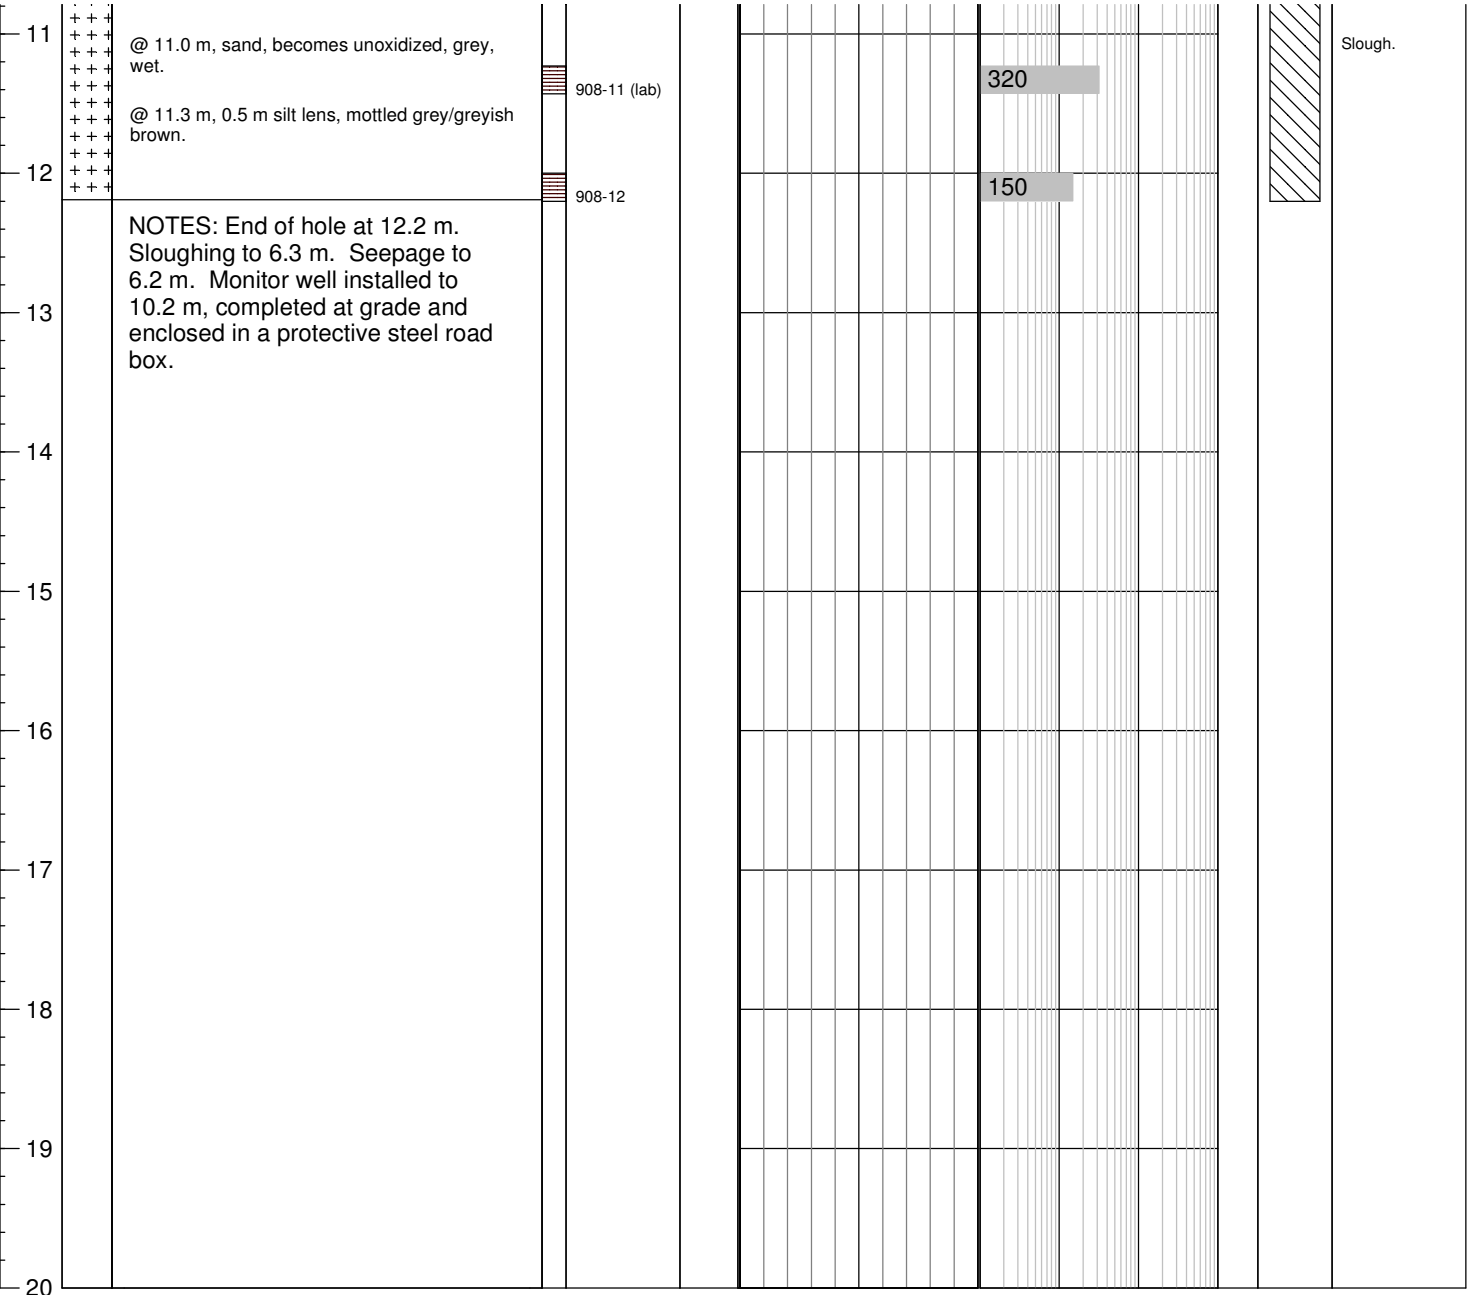 11
@ 11.0 m, sand, becomes unoxidized, grey,
wet.
Slough.
320
908-11 (lab)
@ 11.3 m, 0.5 m silt lens, mottled grey/greyish
brown.
12
150
908-12
NOTES: End of hole at 12.2 m.
Sloughing to 6.3 m.  Seepage to
6.2 m.  Monitor well installed to
10.2 m, completed at grade and
enclosed in a protective steel road
box.
13
14
15
16
17
18
19
20